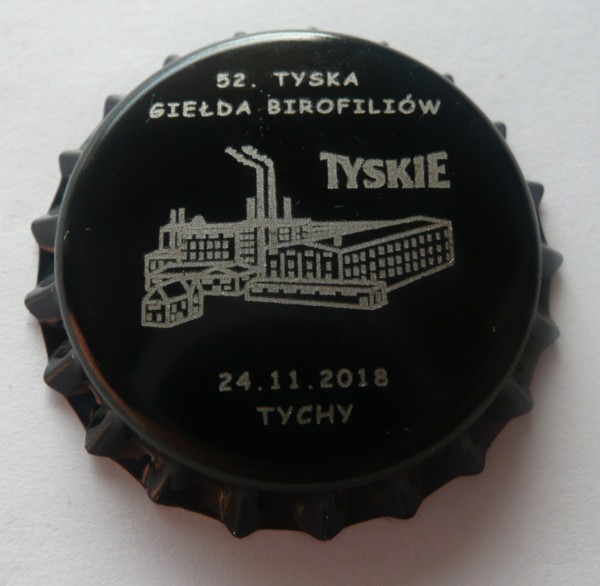 52. TYSKA
GIEŁDA BIROFILIÓW
TYSKIE
24.11.2018
TYCHY